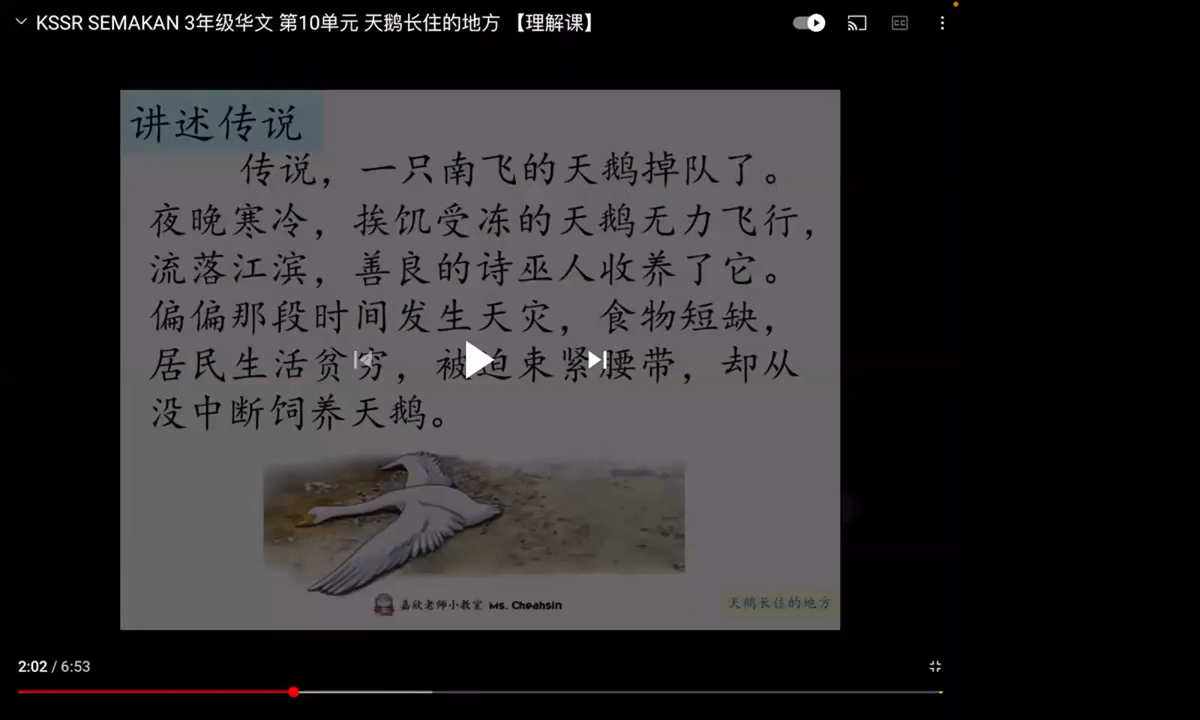 KSSR SEMAKAN 3年级华文 第10单元 天鹅长住的地方 【理解课】
CC
讲述传说
传说，一只南飞的天鹅掉队了。
夜晚寒冷，挨饥受冻的天鹅无力飞行，
流落江滨，善良的诗巫人收养了它。
偏偏那段时间发生天灾，食物短缺，
居民生活贫穷，被迫束紧腰带，却从
没中断饲养天鹅。
嘉欣老师小教室 Ms. Cheahsin
天鹅长住的地方
2:02 / 6:53